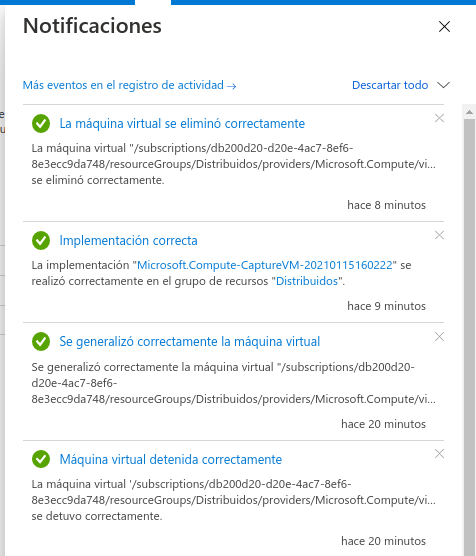 Notificaciones
Más eventos en el registro de actividad →
Descartar todo
La máquina virtual se eliminó correctamente
La máquina virtual "/subscriptions/db200d20-d20e-4ac7-8ef6-
8e3ecc9da748/resourceGroups/Distribuidos/providers/Microsoft.Compute/vi...
se eliminó correctamente.
hace 8 minutos
Implementación correcta
La implementación "Microsoft.Compute-CaptureVM-20210115160222" se
realizó correctamente en el grupo de recursos "Distribuidos".
hace 9 minutos
Se generalizó correctamente la máquina virtual
Se generalizó correctamente la máquina virtual "/subscriptions/db200d20-
d20e-4ac7-8ef6-
8e3ecc9da748/resourceGroups/Distribuidos/providers/Microsoft.Compute/vi...
hace 20 minutos
Máquina virtual detenida correctamente
La máquina virtual '/subscriptions/db200d20-d20e-4ac7-8ef6-
8e3ecc9da748/resourceGroups/Distribuidos/providers/Microsoft.Compute/vi...
se detuvo correctamente.
hace 20 minutos